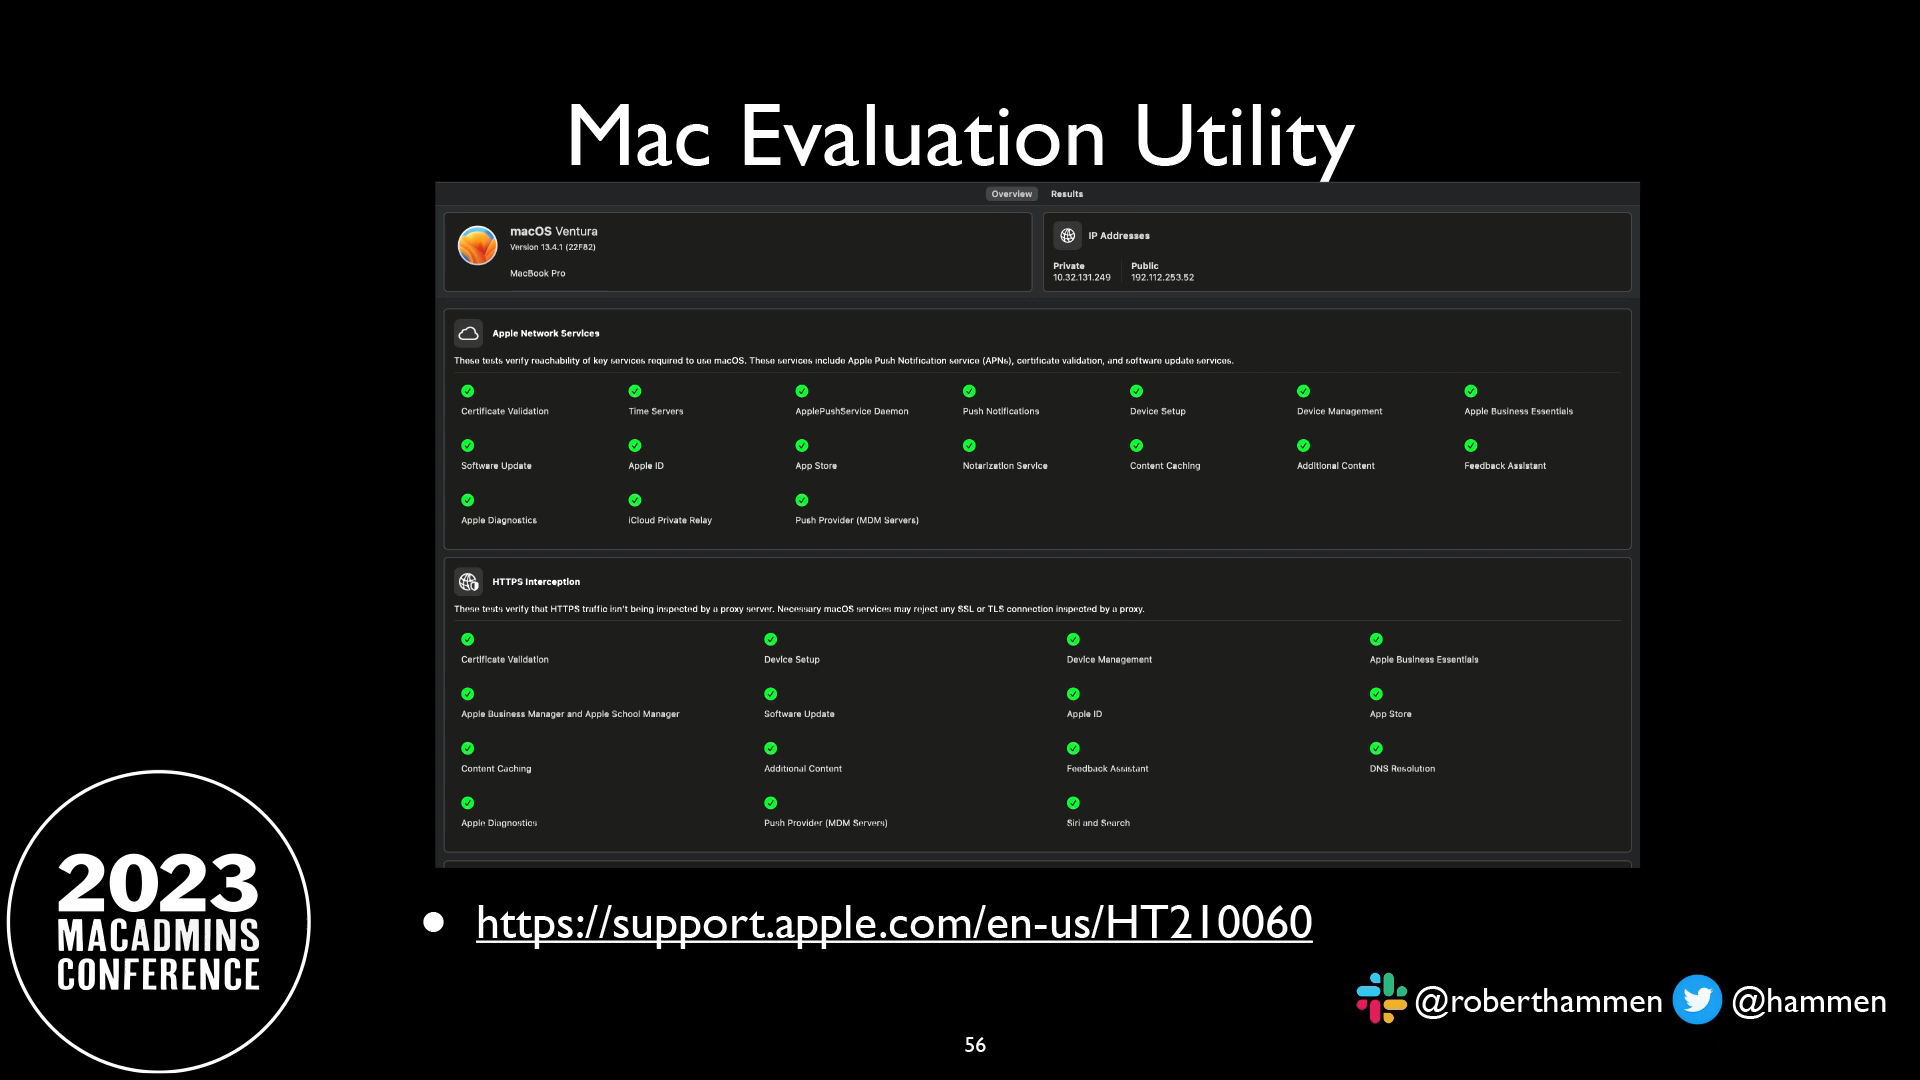 Mac Evaluation Utility
Overview Results
macOS Ventura
Version 13.4.1 (22F82)
MacBook Pro
IP Addresses
Private Public
10.32.131.249 192.112.253.52
Apple Network Services
These tests verify reachability of key services required to use macOS. These services include Apple Push Notification service (APNs), certificate validation, and software update services.
Certificate Validation Time Servers ApplePushService Daemon Push Notifications Device Setup Device Management Apple Business Essentials
Software Update Apple ID App Store Notarization Service Content Caching Additional Content Feedback Assistant
Apple Diagnostics iCloud Private Relay Push Provider (MDM Servers)
HTTPS Interception
These tests verify that HTTPS traffic isn't being inspected by a proxy server. Necessary macOS services may reject any SSL or TLS connection inspected by a proxy.
Certificate Validation Device Setup Device Management Apple Business Essentials
Apple Business Manager and Apple School Manager Software Update Apple ID App Store
Content Caching Additional Content Feedback Assistant DNS Resolution
Apple Diagnostics Push Provider (MDM Servers) Siri and Search
• https://support.apple.com/en-us/HT210060
2023
MACADMINS
CONFERENCE
@roberthammen @hammen
56